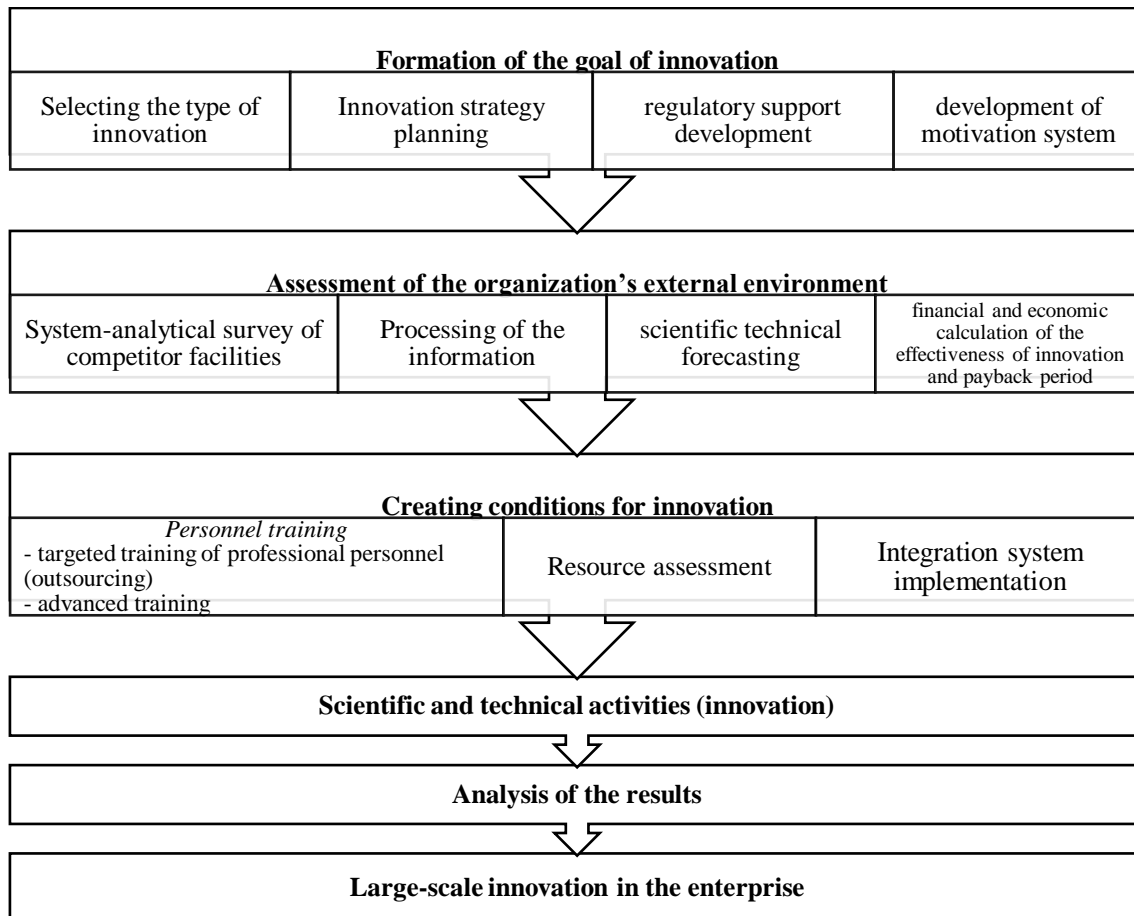 Formation of the goal of innovation
Selecting the type of
innovation
Innovation strategy
planning
regulatory support
development
development of
motivation system
Assessment of the organization’s external environment
System-analytical survey of
competitor facilities
Processing of the
information
scientific technical
forecasting
financial and economic
calculation of the
effectiveness of innovation
and payback period
Creating conditions for innovation
Personnel training
- targeted training of professional personnel
(outsourcing)
- advanced training
Resource assessment
Integration system
implementation
Scientific and technical activities (innovation)
Analysis of the results
Large-scale innovation in the enterprise